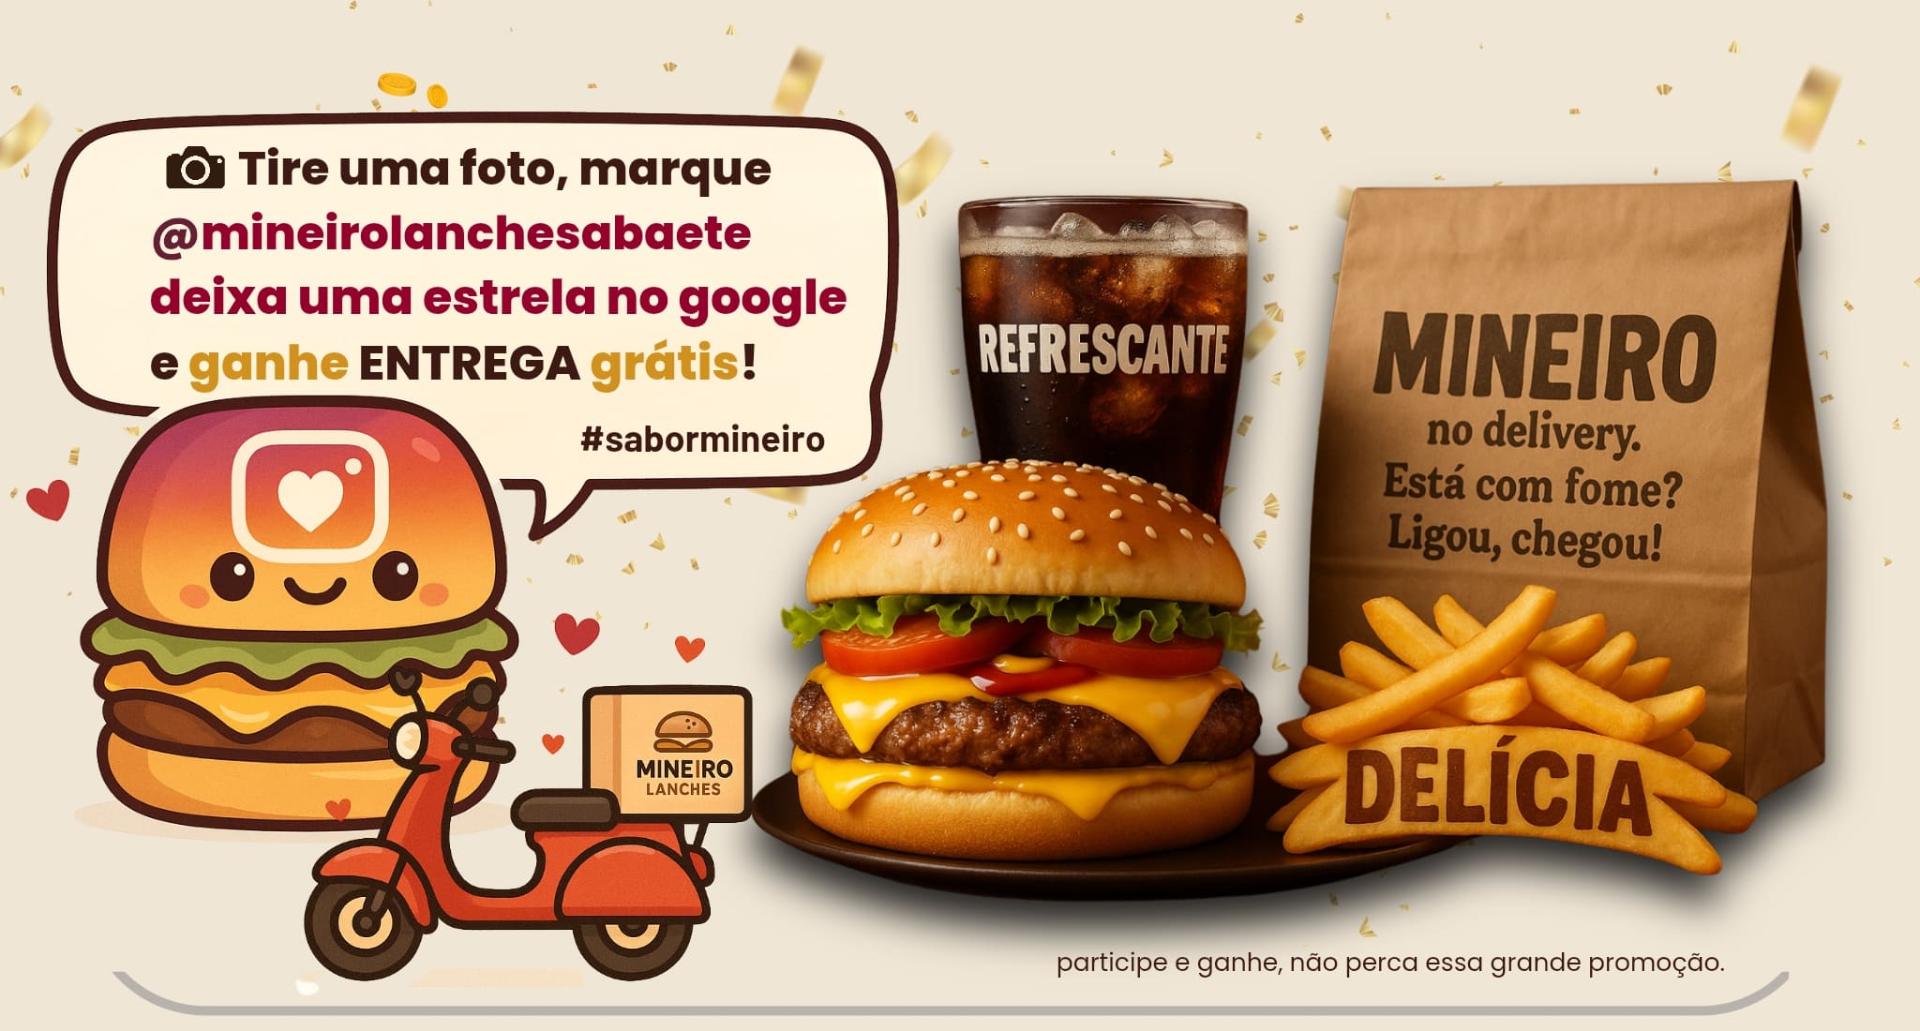 Tire uma foto, marque
@mineirolanchesabaete
deixa uma estrela no google
e ganhe ENTREGA grátis!
#sabormineiro
REFRESCANTE
MINEIRO
no delivery.
Está com fome?
Ligou, chegou!
DELÍCIA
MINEIRO
LANCHES
participe e ganhe, não perca essa grande promoção.